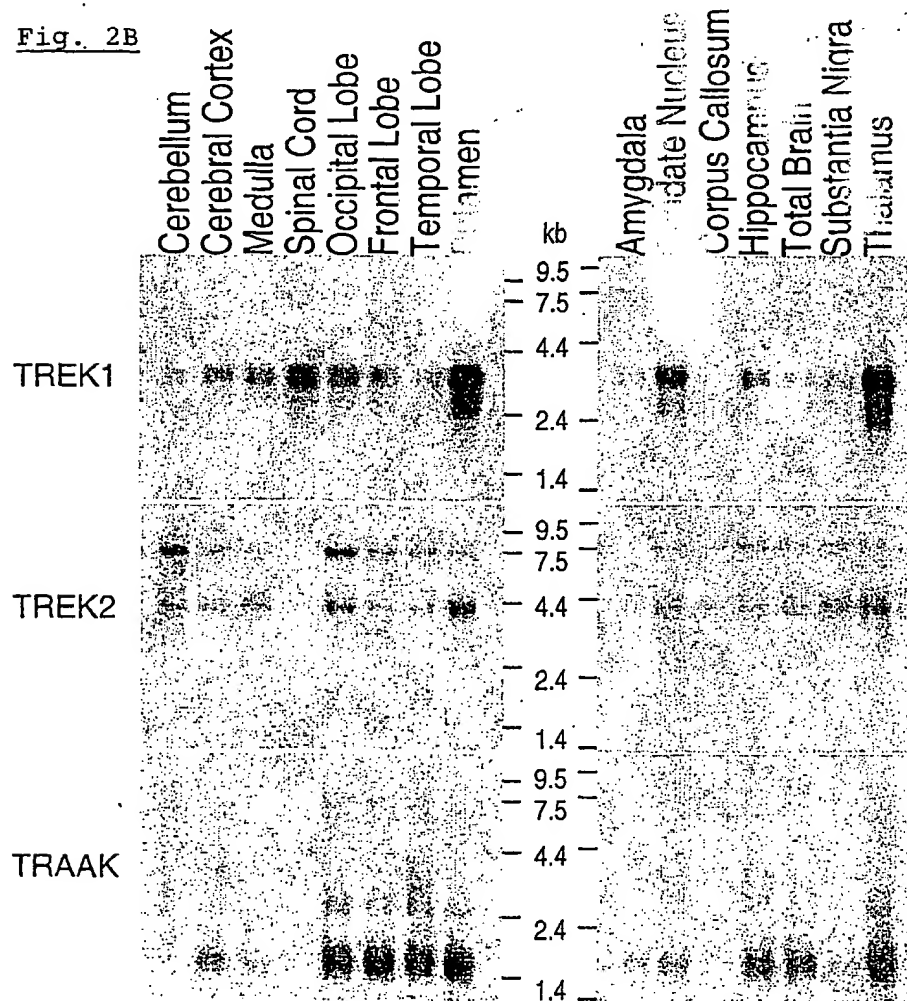 Fig. 2B
Cerebellum
Cerebral Cortex
Medulla
Spinal Cord
Occipital Lobe
Frontal Lobe
Temporal Lobe
kb
Amygdala
Nucleus
Corpus Callosum
Hippocampus
Total Brain
Substantia Nigra
Thalamus
TREK1
9.5
7.5
4.4
2.4
1.4
TREK2
9.5
7.5
4.4
2.4
1.4
TRAAK
9.5
7.5
4.4
2.4
1.4